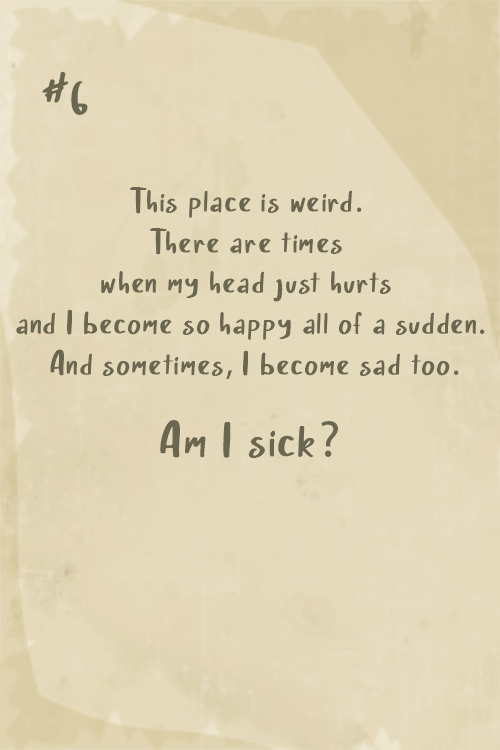 #6
This place is weird.
There are times
when my head just hurts
and I become so happy all of a sudden.
And sometimes, I become sad too.
Am I sick?